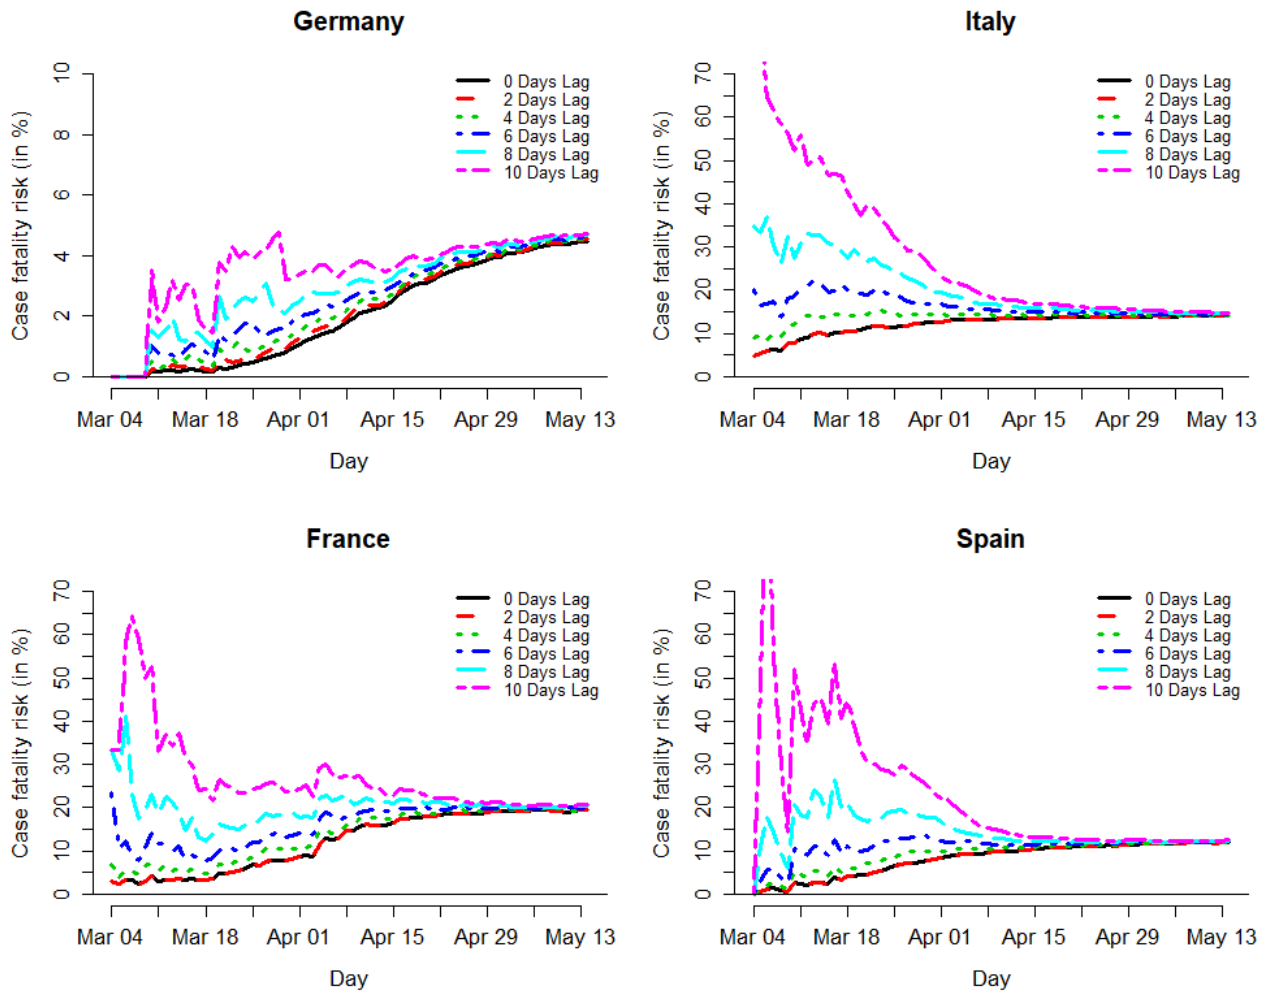 Germany
Case fatality risk (in %)
10
8
6
4
2
0
0 Days Lag
2 Days Lag
4 Days Lag
6 Days Lag
8 Days Lag
10 Days Lag
Mar 04 Mar 18 Apr 01 Apr 15 Apr 29 May 13
Day
Italy
Case fatality risk (in %)
70
60
50
40
30
20
10
0
0 Days Lag
2 Days Lag
4 Days Lag
6 Days Lag
8 Days Lag
10 Days Lag
Mar 04 Mar 18 Apr 01 Apr 15 Apr 29 May 13
Day
France
Case fatality risk (in %)
70
60
50
40
30
20
10
0
0 Days Lag
2 Days Lag
4 Days Lag
6 Days Lag
8 Days Lag
10 Days Lag
Mar 04 Mar 18 Apr 01 Apr 15 Apr 29 May 13
Day
Spain
Case fatality risk (in %)
70
60
50
40
30
20
10
0
0 Days Lag
2 Days Lag
4 Days Lag
6 Days Lag
8 Days Lag
10 Days Lag
Mar 04 Mar 18 Apr 01 Apr 15 Apr 29 May 13
Day